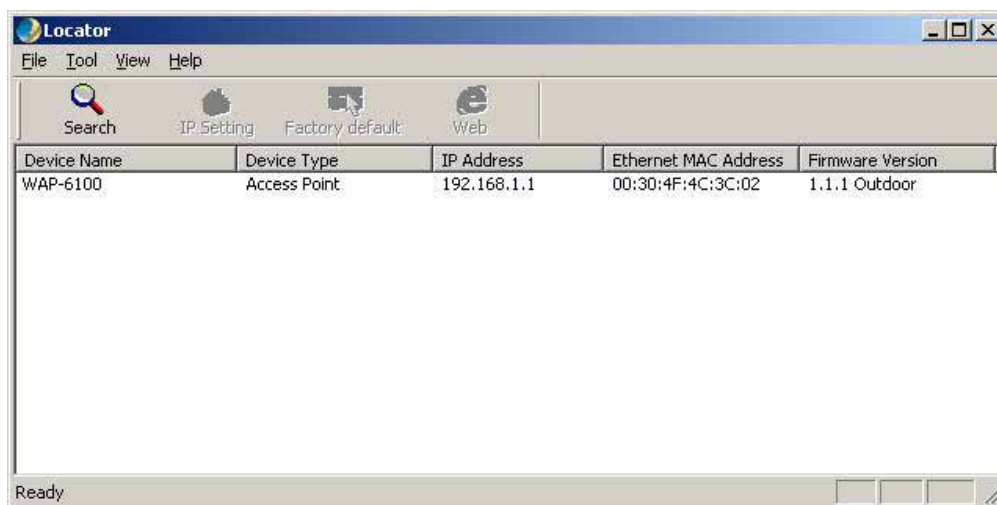 Locator
File Tool View Help
Search IP Setting Factory default Web
Device Name Device Type IP Address Ethernet MAC Address Firmware Version
WAP-6100 Access Point 192.168.1.1 00:30:4F:4C:3C:02 1.1.1 Outdoor
Ready